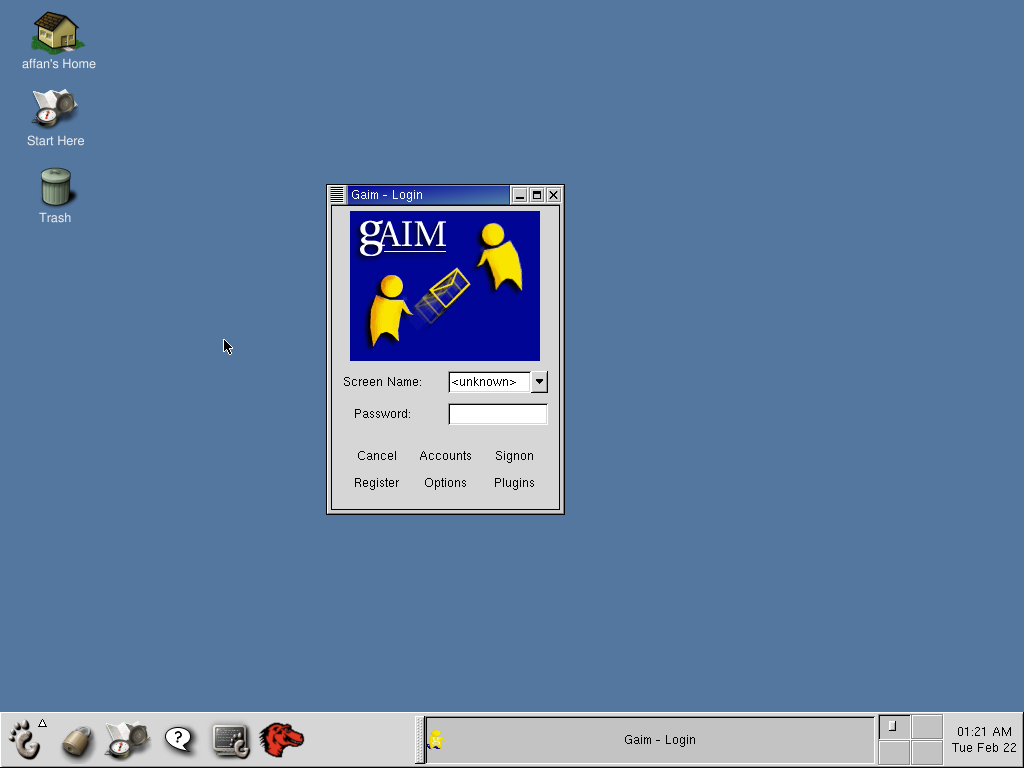 affan's Home
Start Here
Trash
Gaim - Login
gAIM
Screen Name: <unknown>
Password:
Cancel Accounts Signon
Register Options Plugins
?
Gaim - Login
01:21 AM
Tue Feb 22